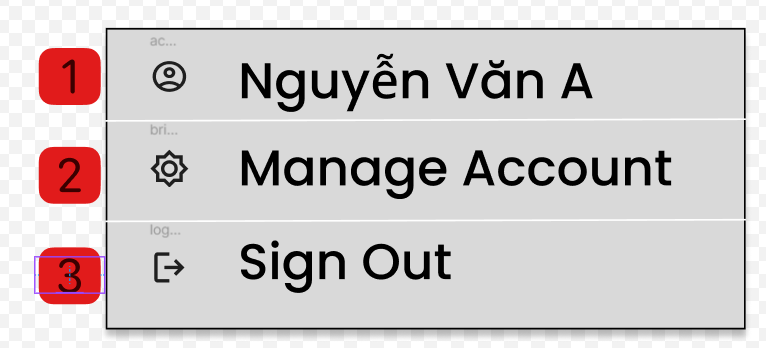 ac...
1 Nguyễn Văn A
bri...
2 Manage Account
log...
3 Sign Out